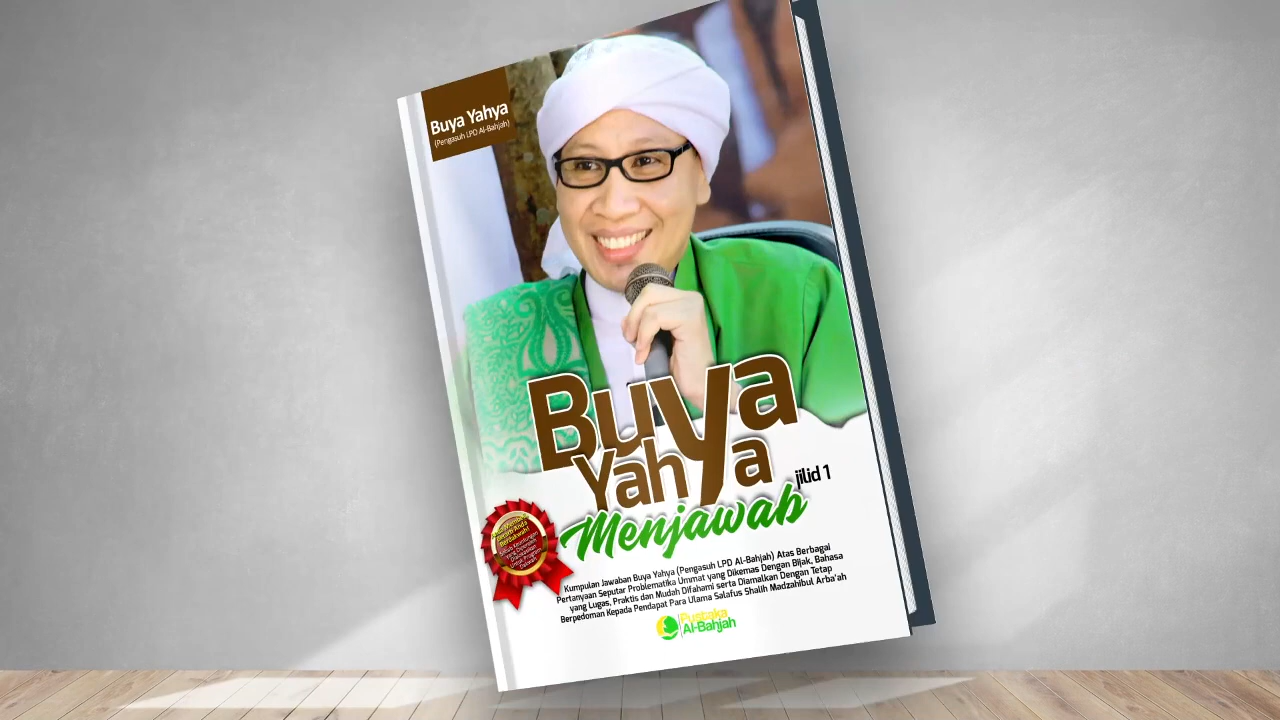 Buya Yahya
(Pengasuh LPD Al-Bahjah)
Buya
Yahya
jilid 1
Menjawab
Kumpulan Jawaban Buya Yahya (Pengasuh LPD Al-Bahjah) Atas Berbagai
Pertanyaan Seputar Problematika Ummat yang Dikemas Dengan Bijak, Bahasa
yang Lugas, Praktis dan Mudah Difahami serta Diamalkan Dengan Tetap
Berpedoman Kepada Pendapat Para Ulama Salafus Shalih Madzahibul Arba'ah
Pustaka
Al-Bahjah